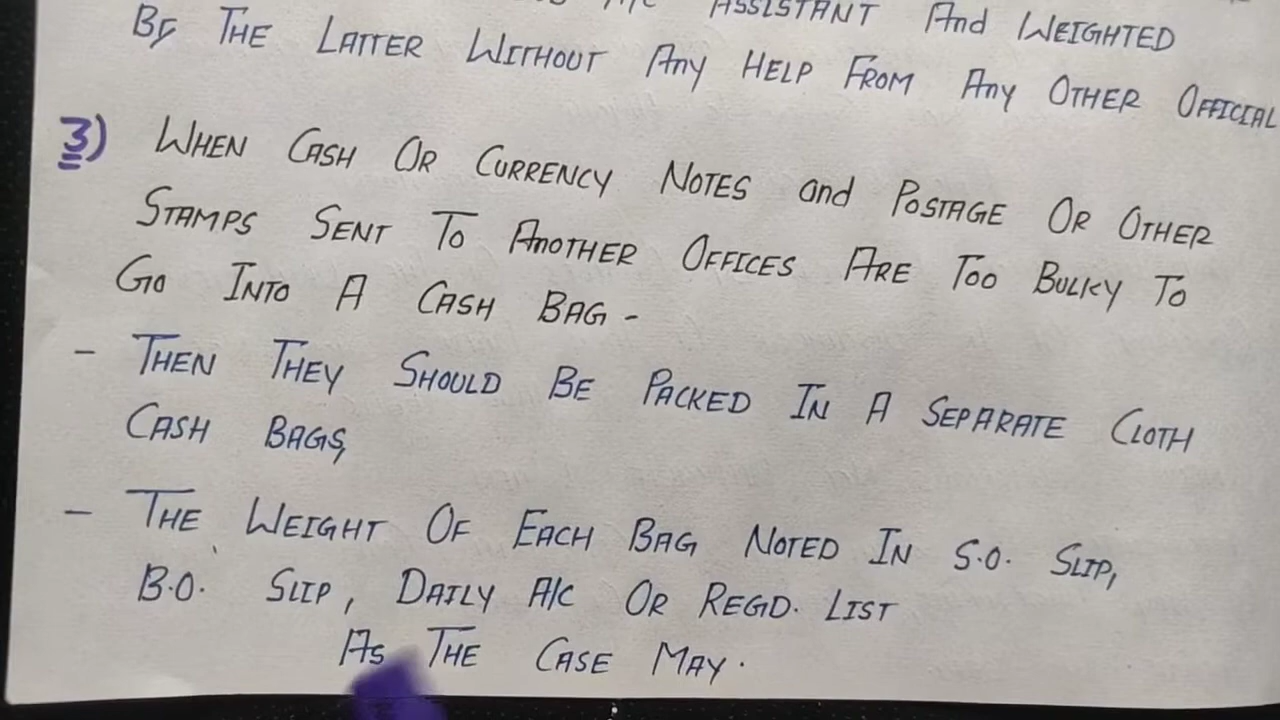 ASSISTANT And WEIGHTED
By THE LATTER WITHOUT Any HELP FROM Any OTHER OFFICIAL
3) WHEN CASH OR CURRENCY NOTES and POSTAGE OR OTHER
STAMPS SENT TO ANOTHER OFFICES ARE TOO BULKY TO
GO INTO A CASH BAG -
- THEN THEY SHOULD BE PACKED IN A SEPARATE CLOTH
CASH BAGS,
- THE WEIGHT OF EACH BAG NOTED IN S.O. SLIP,
B.O. SLIP, DAILY A/C OR REGD. LIST
AS THE CASE MAY.